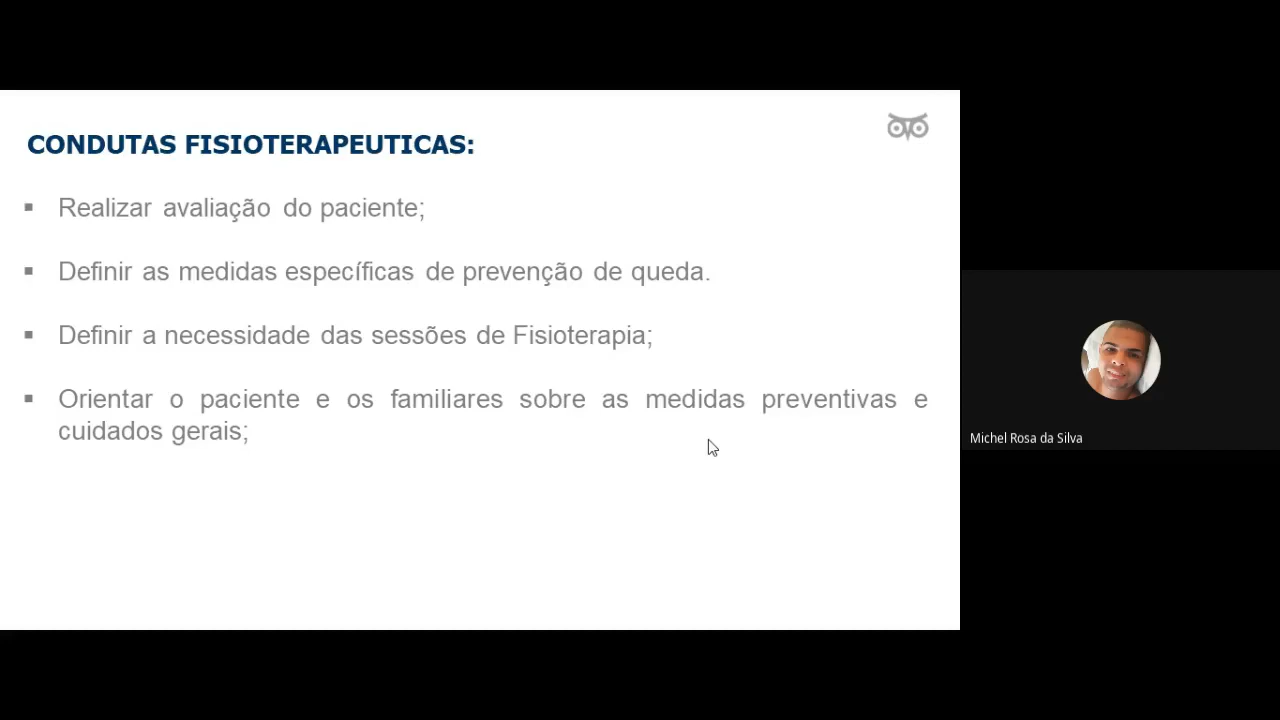 CONDUTAS FISIOTERAPEUTICAS:
▪ Realizar avaliação do paciente;
▪ Definir as medidas específicas de prevenção de queda.
▪ Definir a necessidade das sessões de Fisioterapia;
▪ Orientar o paciente e os familiares sobre as medidas preventivas e
cuidados gerais;
Michel Rosa da Silva